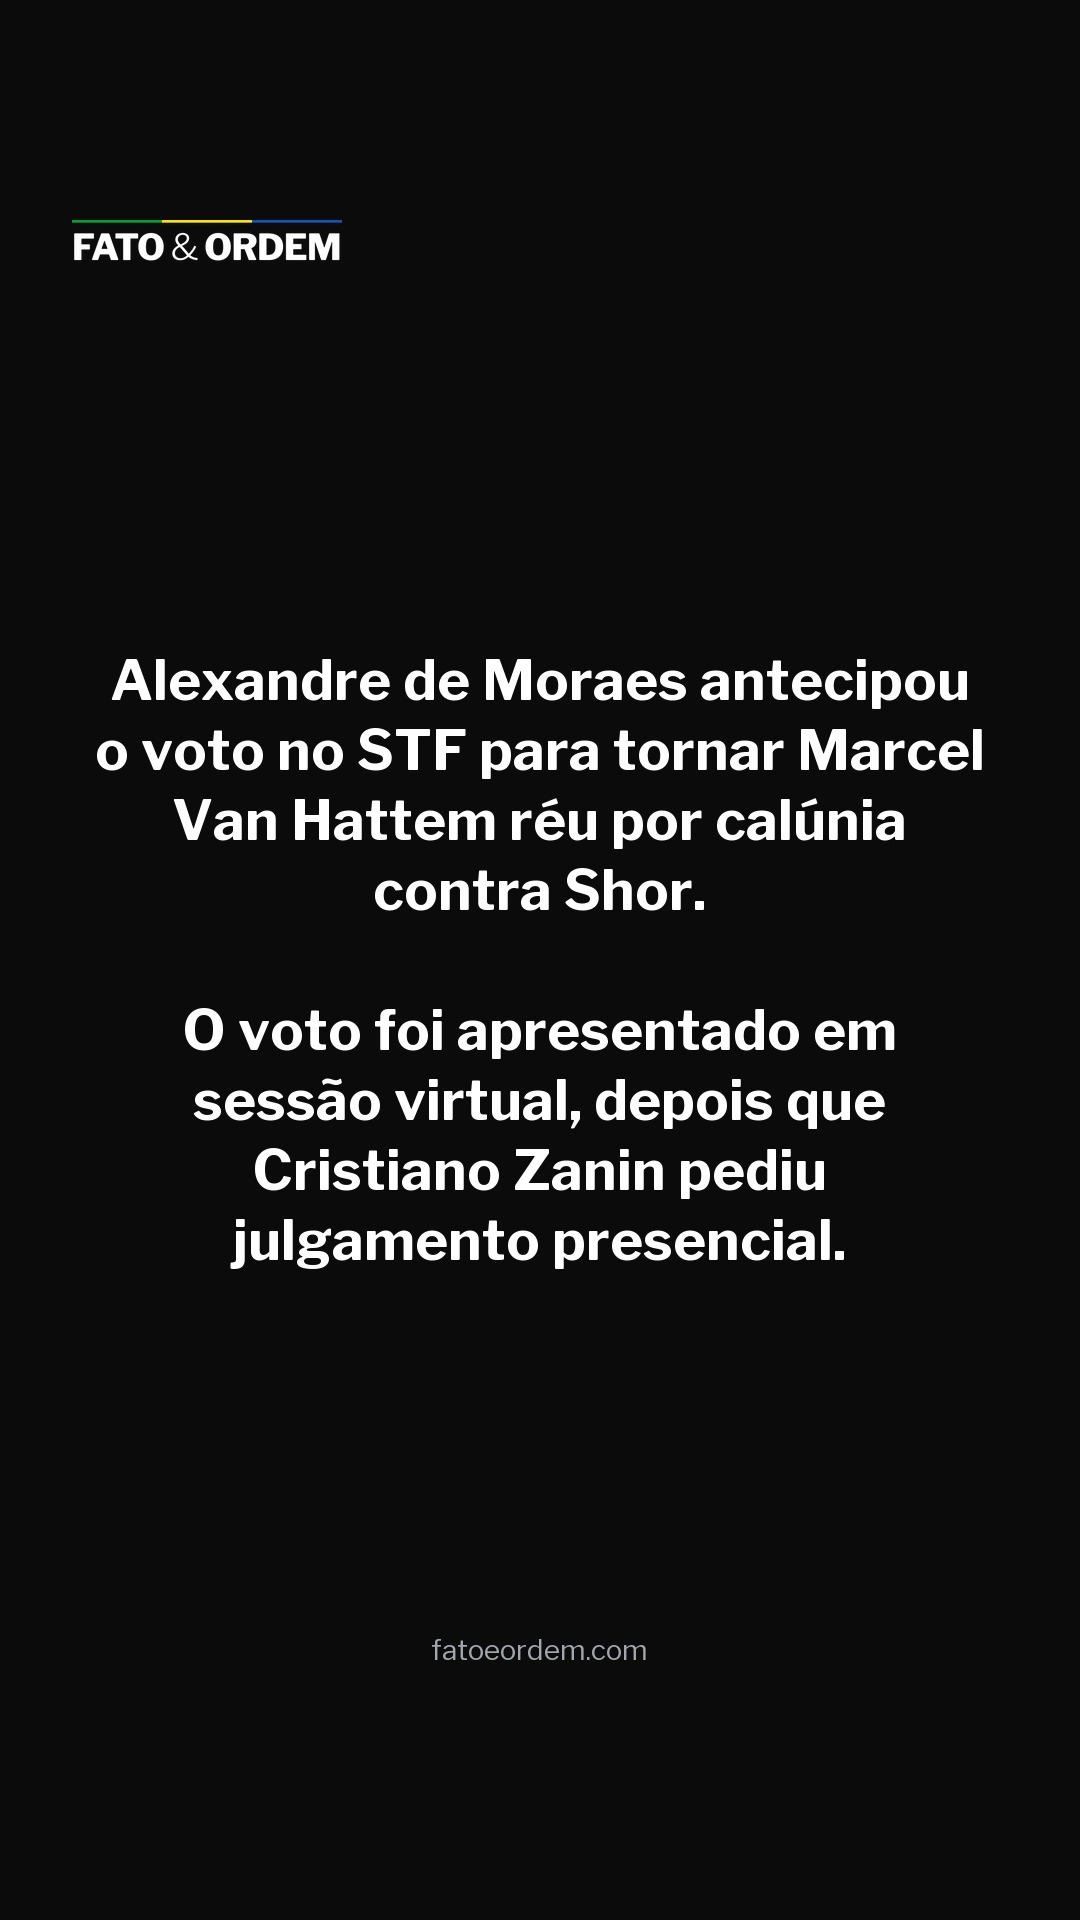 FATO & ORDEM
Alexandre de Moraes antecipou
o voto no STF para tornar Marcel
Van Hattem réu por calúnia
contra Shor.
O voto foi apresentado em
sessão virtual, depois que
Cristiano Zanin pediu
julgamento presencial.
fatoeordem.com